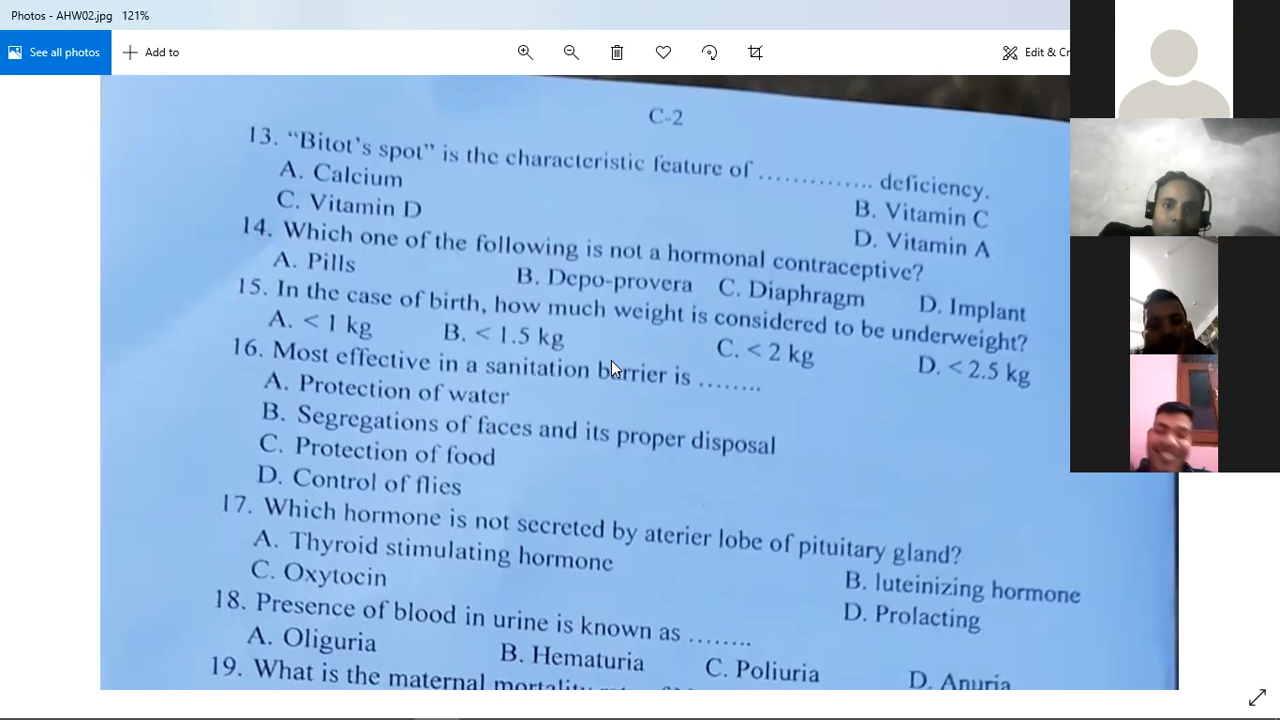 Photos - AHW02.jpg 121%
See all photos
Add to
Edit & Cr
C-2
13. “Bitot’s spot” is the characteristic feature of .............. deficiency.
A. Calcium B. Vitamin C
C. Vitamin D D. Vitamin A
14. Which one of the following is not a hormonal contraceptive?
A. Pills B. Depo-provera C. Diaphragm D. Implant
15. In the case of birth, how much weight is considered to be underweight?
A. < 1 kg B. < 1.5 kg C. < 2 kg D. < 2.5 kg
16. Most effective in a sanitation barrier is ........
A. Protection of water
B. Segregations of faces and its proper disposal
C. Protection of food
D. Control of flies
17. Which hormone is not secreted by aterier lobe of pituitary gland?
A. Thyroid stimulating hormone B. luteinizing hormone
C. Oxytocin D. Prolacting
18. Presence of blood in urine is known as ........
A. Oliguria B. Hematuria C. Poliuria D. Anuria
19. What is the maternal mortality